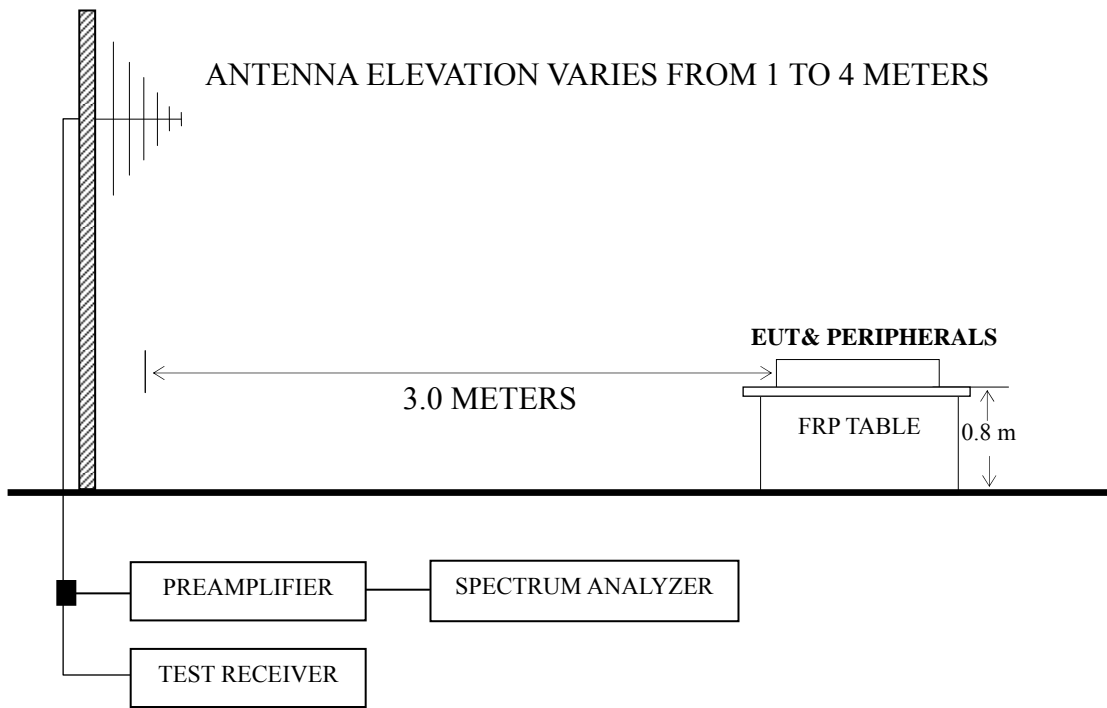 ANTENNA ELEVATION VARIES FROM 1 TO 4 METERS
EUT& PERIPHERALS
3.0 METERS
FRP TABLE
0.8 m
PREAMPLIFIER
SPECTRUM ANALYZER
TEST RECEIVER